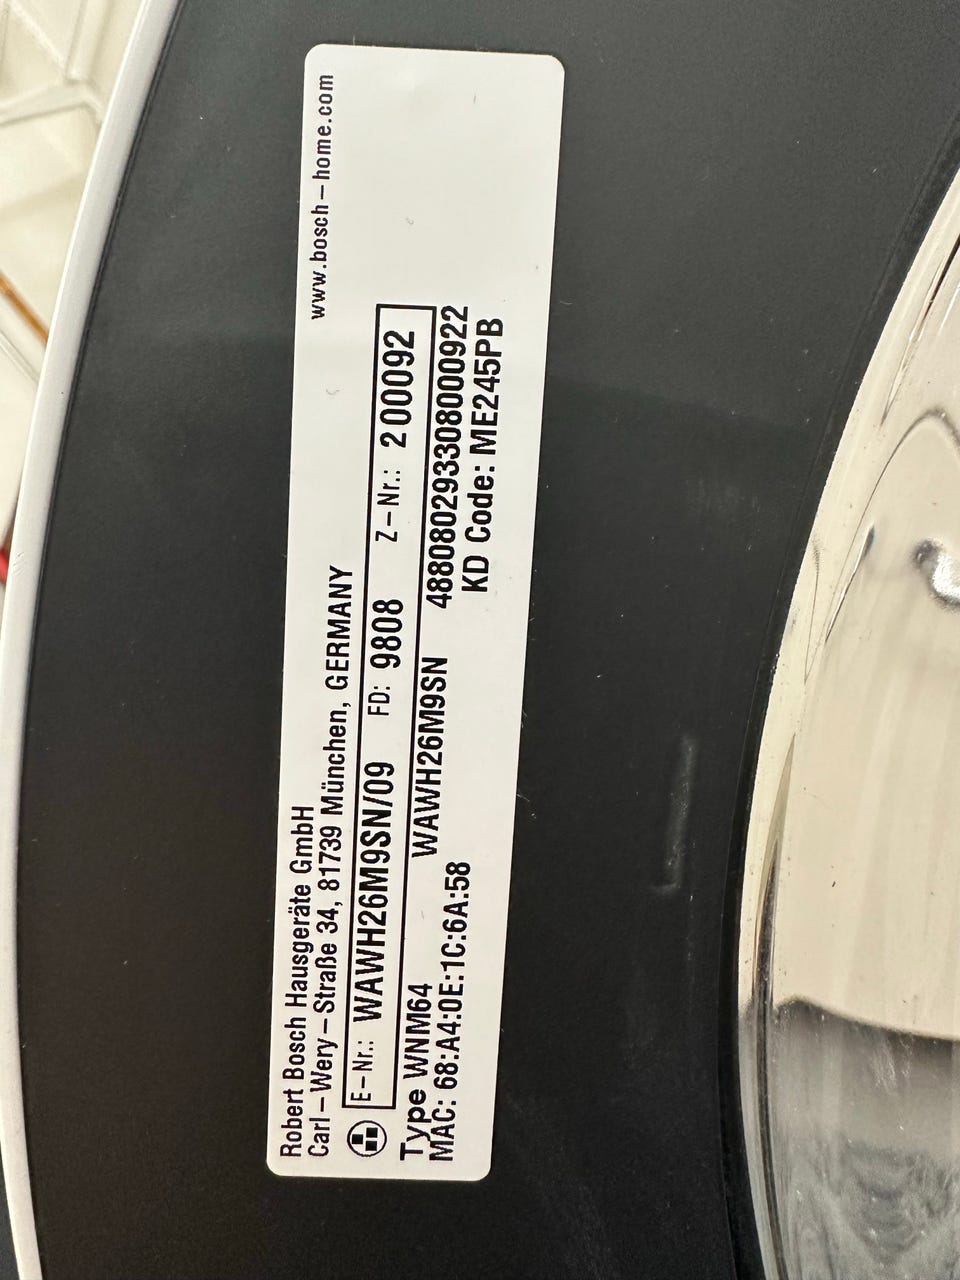 Robert Bosch Hausgeräte GmbH
Carl-Wery-Straße 34, 81739 München, GERMANY
www.bosch-home.com
E-Nr.: WAWH26M9SN/09 FD: 9808 Z-Nr.: 200092
Type WNM64 WAWH26M9SN 488080293308000922
MAC: 68:A4:0E:1C:6A:58 KD Code: ME245PB